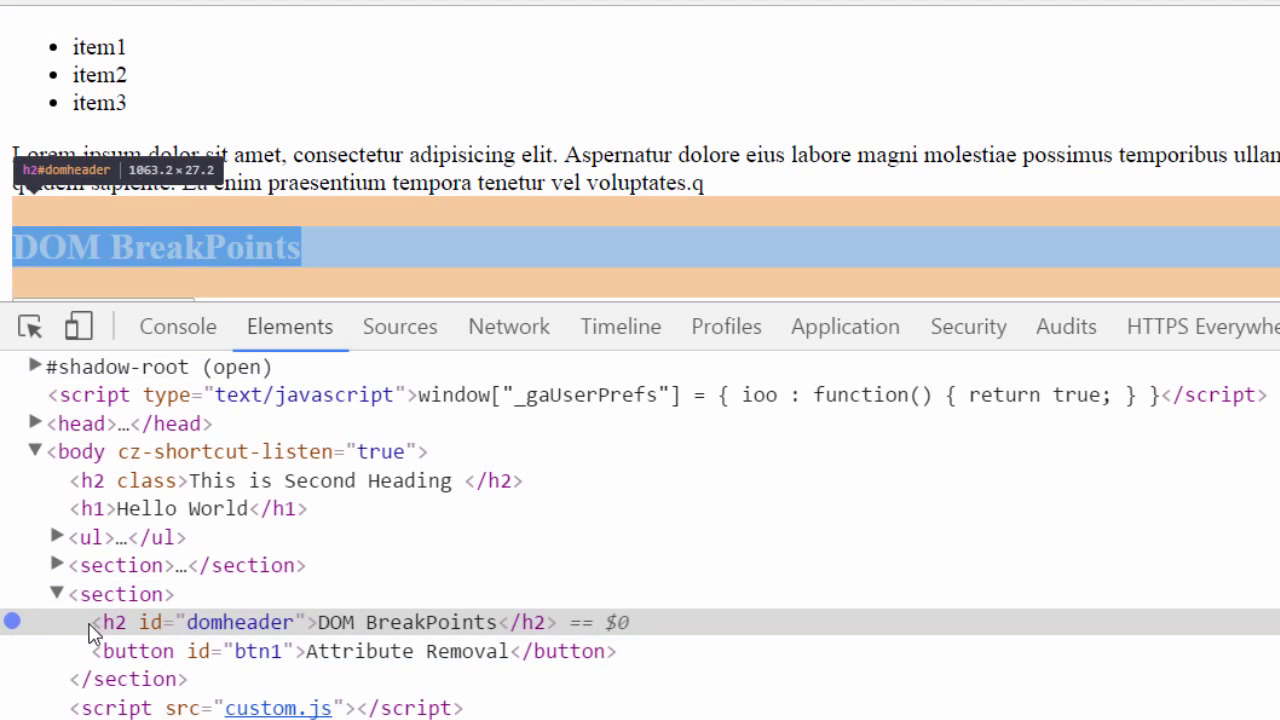 item1
item2
item3
Lorem ipsum dolor sit amet, consectetur adipisicing elit. Aspernatur dolore eius labore magni molestiae possimus temporibus
h2#domheader 1063.2×27.2
sapiente. Ea enim praesentium tempora tenetur vel voluptates.q
DOM BreakPoints
Console Elements Sources Network Timeline Profiles Application Security Audits HTTPS
#shadow-root (open)
<script type="text/javascript">window["_gaUserPrefs"] = { ioo : function() { return true; } }</script>
<head>…</head>
<body cz-shortcut-listen="true">
<h2 class>This is Second Heading </h2>
<h1>Hello World</h1>
<ul>…</ul>
<section>…</section>
<section>
<h2 id="domheader">DOM BreakPoints</h2> == $0
<button id="btn1">Attribute Removal</button>
</section>
<script src="custom.js"></script>